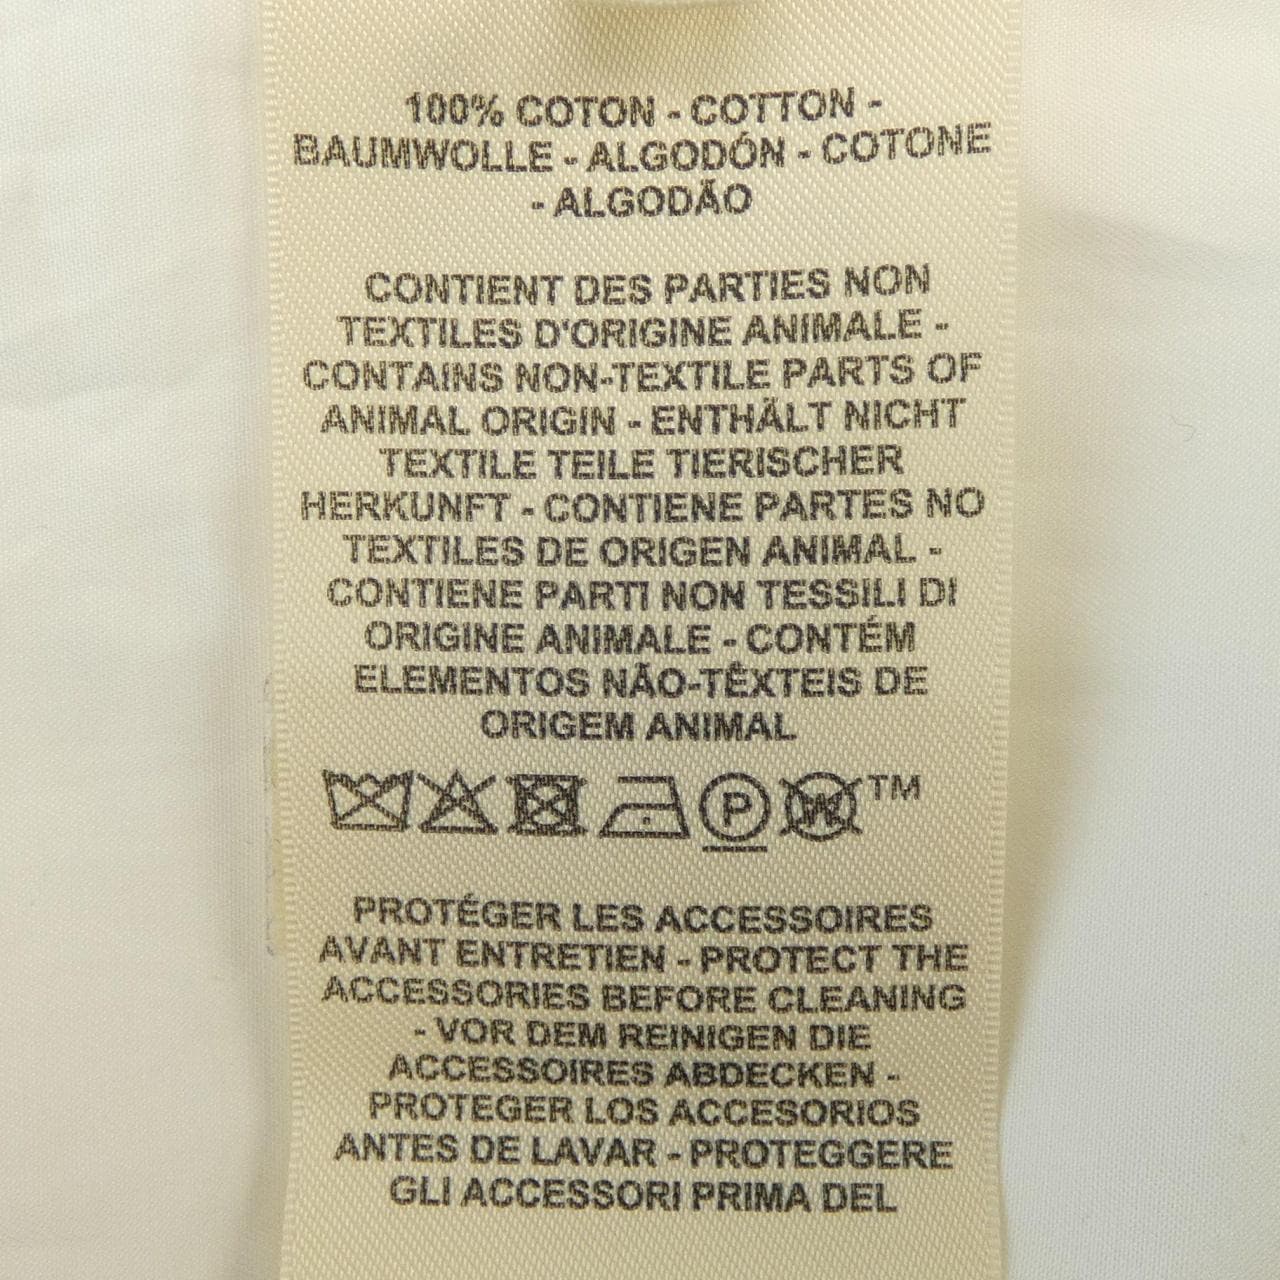 100% COTON - COTTON -
BAUMWOLLE - ALGODÓN - COTONE
- ALGODÃO
CONTIENT DES PARTIES NON
TEXTILES D'ORIGINE ANIMALE -
CONTAINS NON-TEXTILE PARTS OF
ANIMAL ORIGIN - ENTHÄLT NICHT
TEXTILE TEILE TIERISCHER
HERKUNFT - CONTIENE PARTES NO
TEXTILES DE ORIGEN ANIMAL -
CONTIENE PARTI NON TESSILI DI
ORIGINE ANIMALE - CONTÉM
ELEMENTOS NÃO-TÊXTEIS DE
ORIGEM ANIMAL
P W TM
PROTÉGER LES ACCESSOIRES
AVANT ENTRETIEN - PROTECT THE
ACCESSORIES BEFORE CLEANING
- VOR DEM REINIGEN DIE
ACCESSOIRES ABDECKEN -
PROTEGER LOS ACCESORIOS
ANTES DE LAVAR - PROTEGGERE
GLI ACCESSORI PRIMA DEL